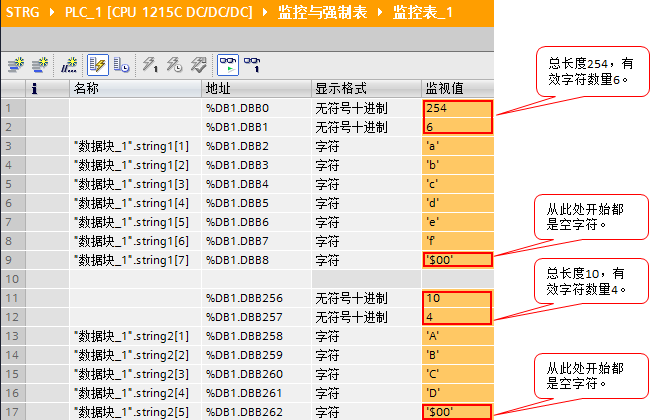 STRG ▸ PLC_1 [CPU 1215C DC/DC/DC] ▸ 监控与强制表 ▸ 监控表_1
i 名称 地址 显示格式 监视值
1 %DB1.DBB0 无符号十进制 254
2 %DB1.DBB1 无符号十进制 6
3 "数据块_1".string1[1] %DB1.DBB2 字符 'a'
4 "数据块_1".string1[2] %DB1.DBB3 字符 'b'
5 "数据块_1".string1[3] %DB1.DBB4 字符 'c'
6 "数据块_1".string1[4] %DB1.DBB5 字符 'd'
7 "数据块_1".string1[5] %DB1.DBB6 字符 'e'
8 "数据块_1".string1[6] %DB1.DBB7 字符 'f'
9 "数据块_1".string1[7] %DB1.DBB8 字符 '$00'
10
11 %DB1.DBB256 无符号十进制 10
12 %DB1.DBB257 无符号十进制 4
13 "数据块_1".string2[1] %DB1.DBB258 字符 'A'
14 "数据块_1".string2[2] %DB1.DBB259 字符 'B'
15 "数据块_1".string2[3] %DB1.DBB260 字符 'C'
16 "数据块_1".string2[4] %DB1.DBB261 字符 'D'
17 "数据块_1".string2[5] %DB1.DBB262 字符 '$00'
总长度254，有
效字符数量6。
从此处开始都
是空字符。
总长度10，有
效字符数量4。
从此处开始都
是空字符。